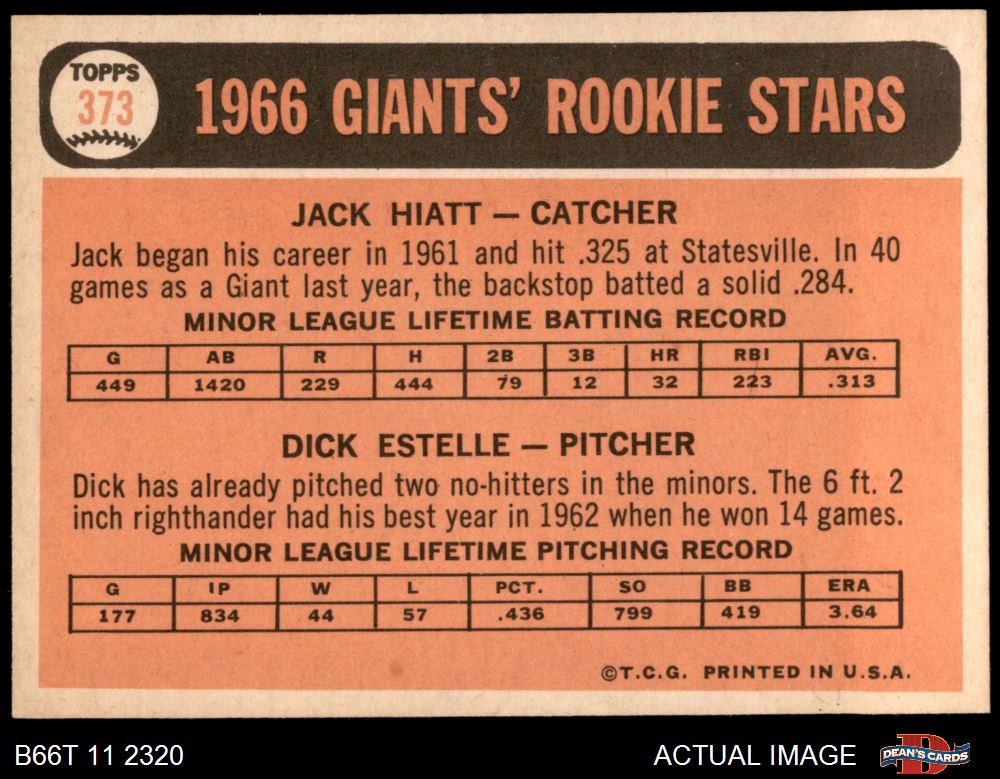 TOPPS
373
1966 GIANTS' ROOKIE STARS
JACK HIATT — CATCHER
Jack began his career in 1961 and hit .325 at Statesville. In 40
games as a Giant last year, the backstop batted a solid .284.
MINOR LEAGUE LIFETIME BATTING RECORD
G AB R H 2B 3B HR RBI AVG.
449 1420 229 444 79 12 32 223 .313
DICK ESTELLE — PITCHER
Dick has already pitched two no-hitters in the minors. The 6 ft. 2
inch righthander had his best year in 1962 when he won 14 games.
MINOR LEAGUE LIFETIME PITCHING RECORD
G IP W L PCT. SO BB ERA
177 834 44 57 .436 799 419 3.64
©T.C.G. PRINTED IN U.S.A.
B66T 11 2320
ACTUAL IMAGE
D
DEAN'S CARDS